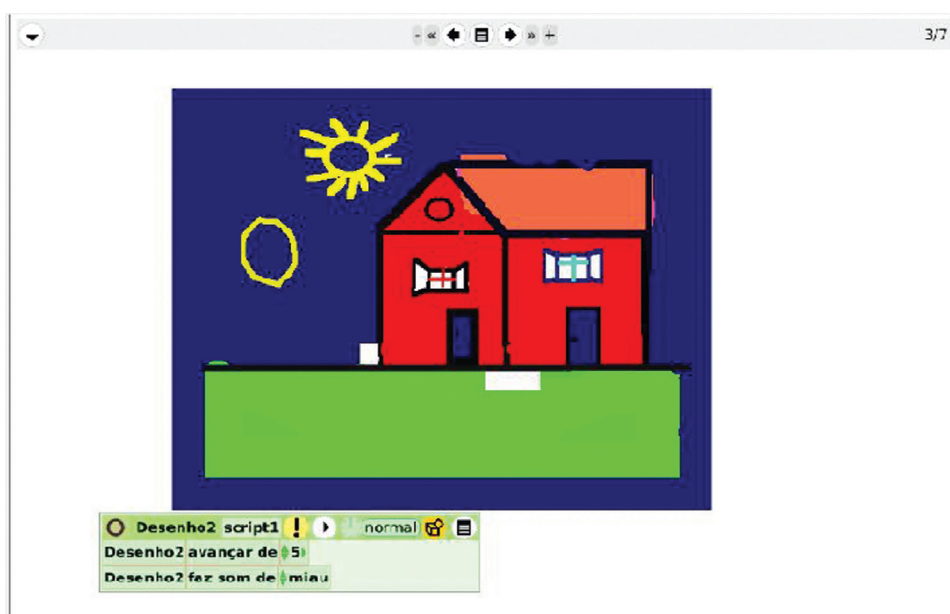 - « » + 3/7
Desenho2 script1 ! normal
Desenho2 avançar de 5
Desenho2 faz som de miau